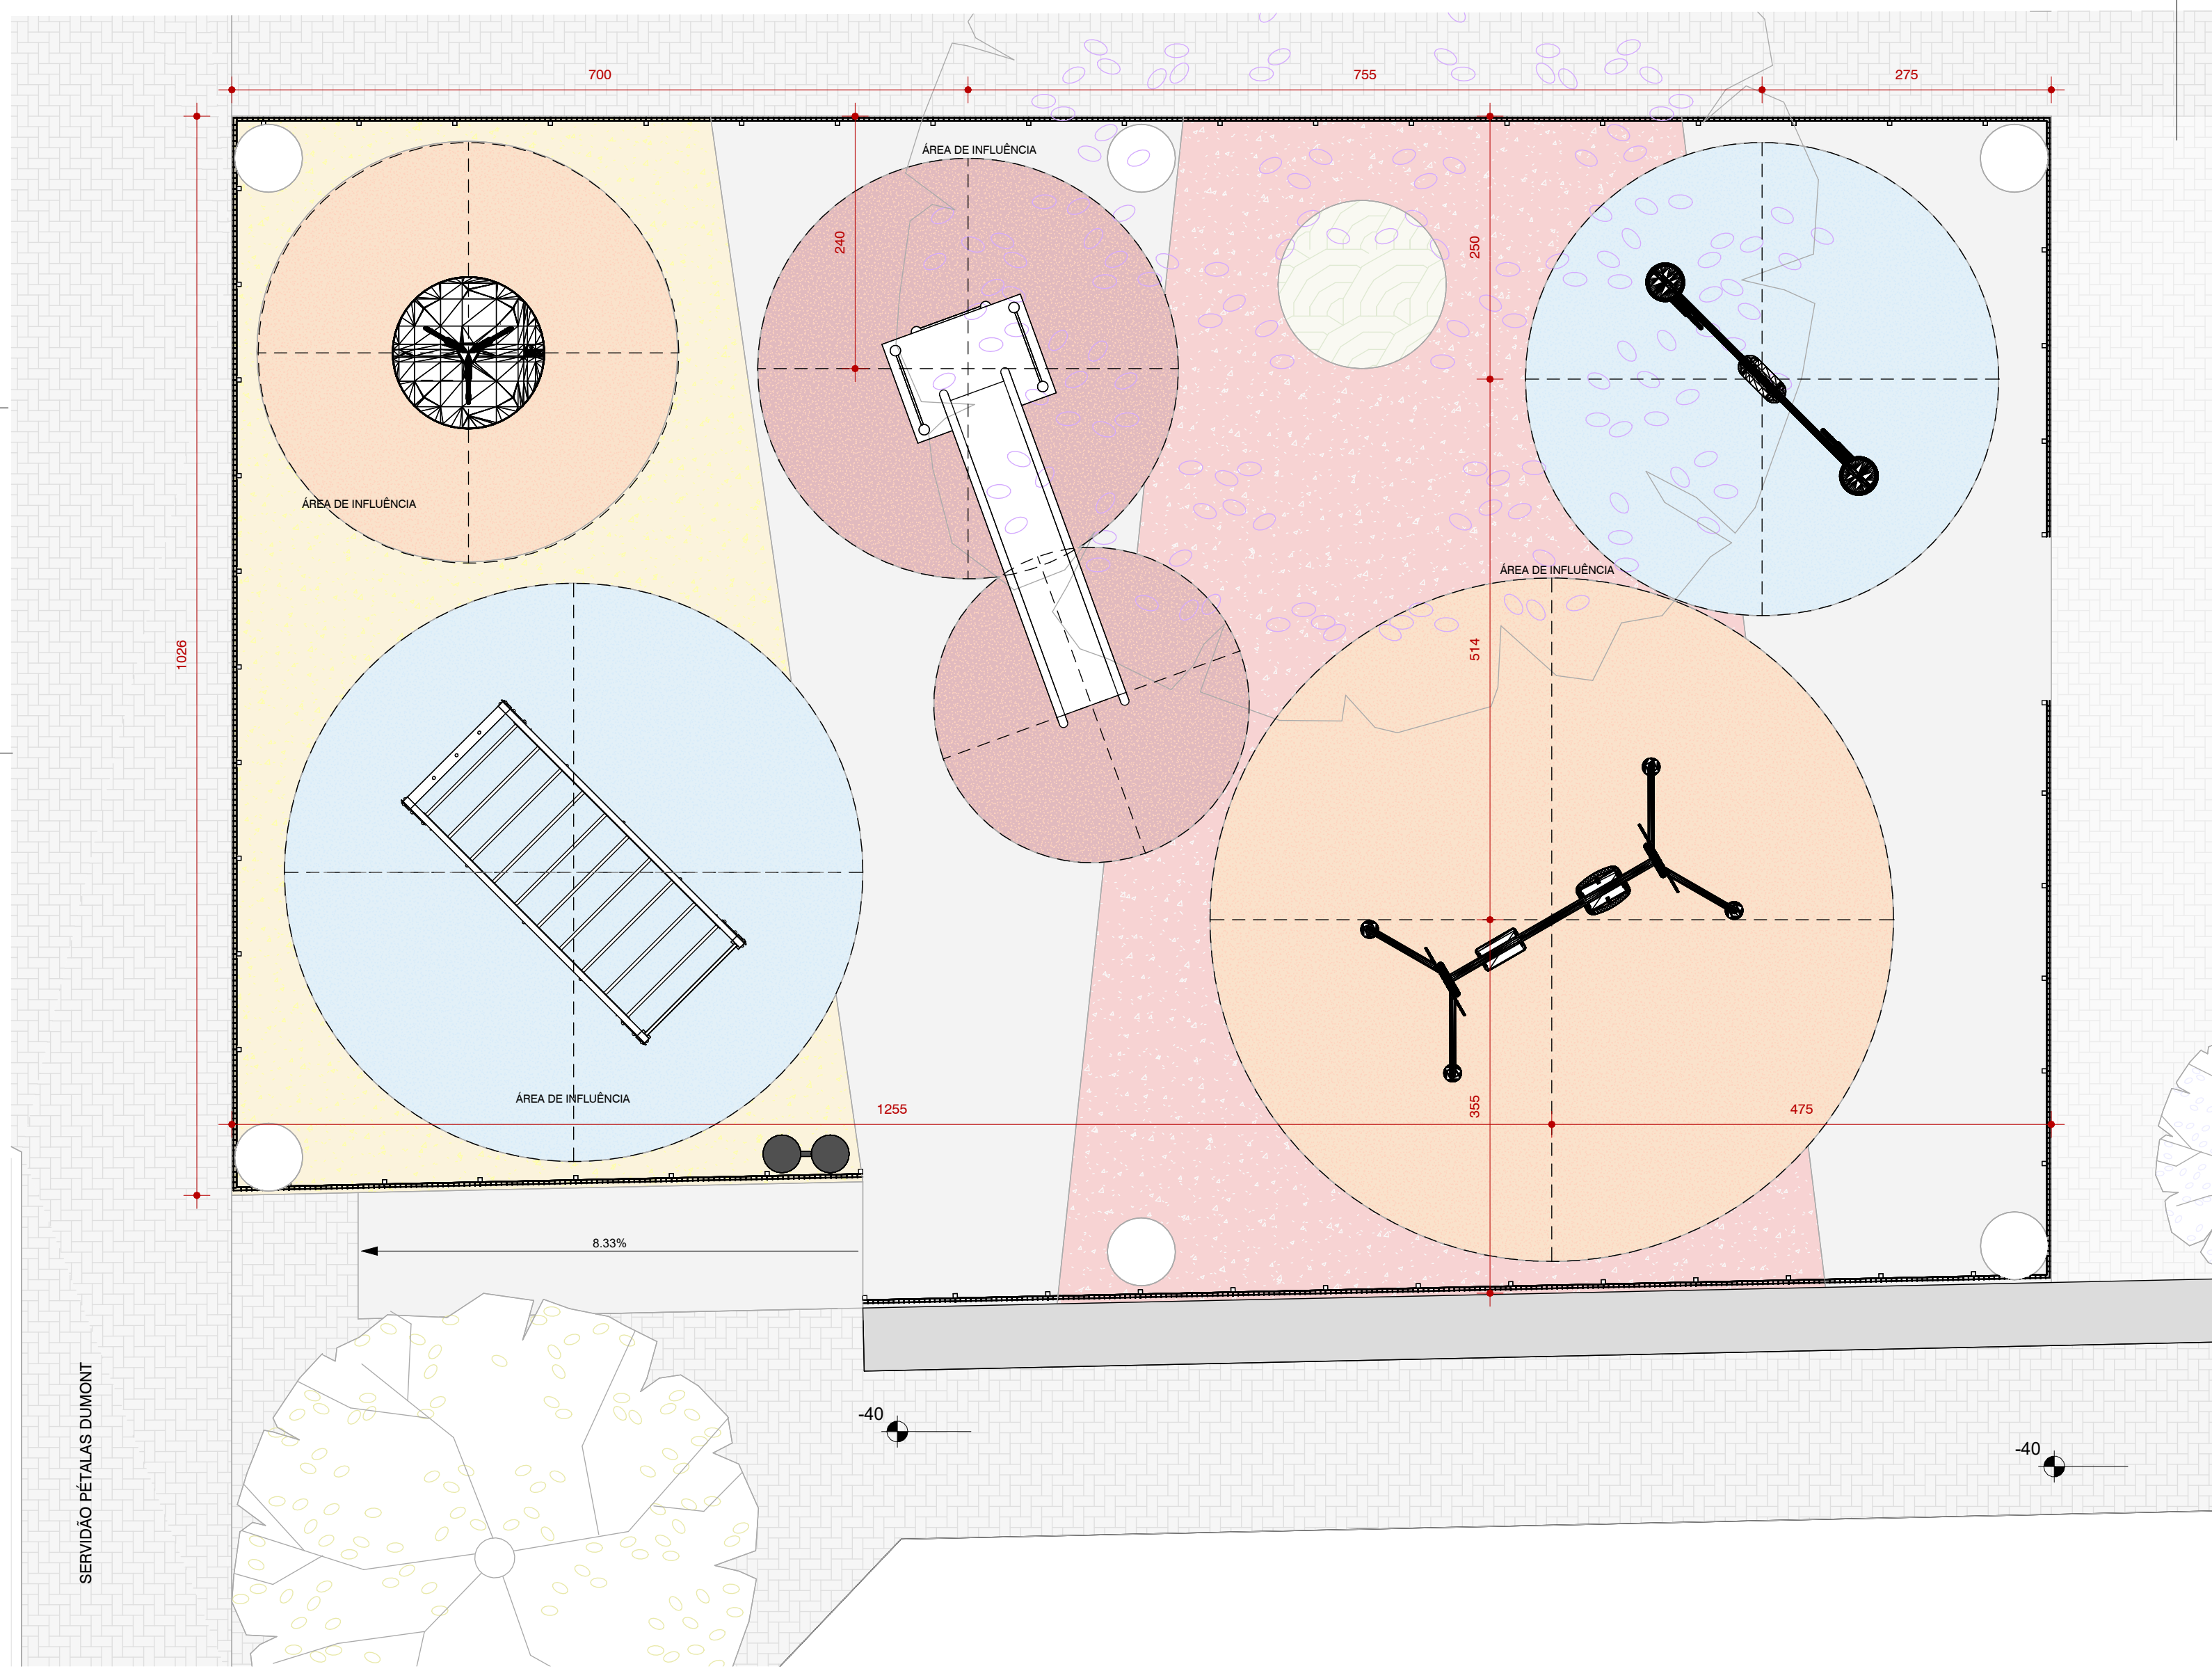 700
755
275
ÁREA DE INFLUÊNCIA
240
250
ÁREA DE INFLUÊNCIA
ÁREA DE INFLUÊNCIA
1026
514
ÁREA DE INFLUÊNCIA
1255
355
475
8.33%
SERVIDÃO PÉTALAS DUMONT
-40
-40